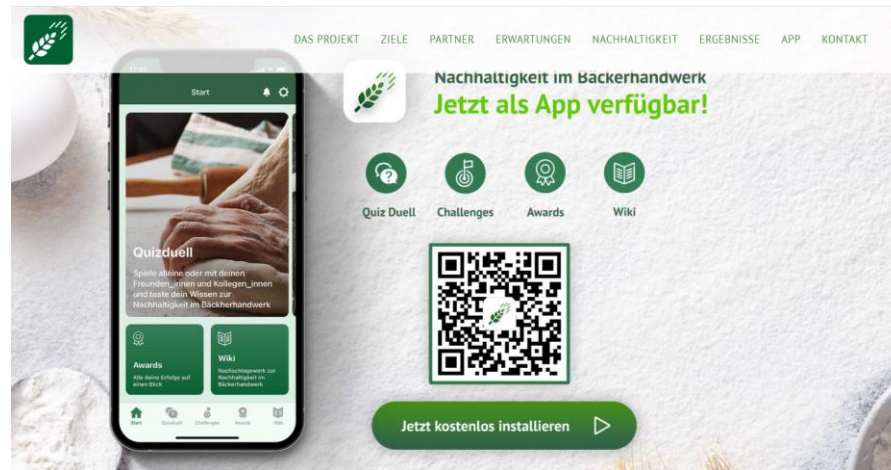 DAS PROJEKT ZIELE PARTNER ERWARTUNGEN NACHHALTIGKEIT ERGEBNISSE APP KONTAKT
Nachhaltigkeit im Bäckerhandwerk
Jetzt als App verfügbar!
Quiz Duell Challenges Awards Wiki
Jetzt kostenlos installieren
Start
Quizduell
Spiele alleine oder mit deinen
Freunden_innen und Kollegen_innen
und teste dein Wissen zur
Nachhaltigkeit im Bäckherhandwerk
Awards
Alle deine Erfolge auf
einen Blick
Wiki
Nachschlagewerk zur
Nachhaltigkeit im
Bäckerhandwerk
Start Quizduell Challenges Awards Wiki